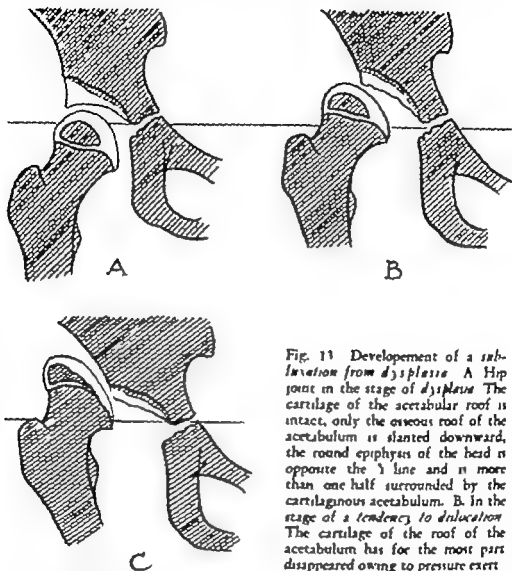 A
B
C
Fig. 13 Developement of a sub-
luxation from dysplasia A Hip
joint in the stage of dysplasia The
cartilage of the acetabular roof is
intact, only the osseous roof of the
acetabulum is slanted downward,
the round epiphysis of the head is
opposite the Y line and is more
than one half surrounded by the
cartilaginous acetabulum. B. In the
stage of a tendency to dislocation
The cartilage of the roof of the
acetabulum has for the most part
disappeared owing to pressure exert